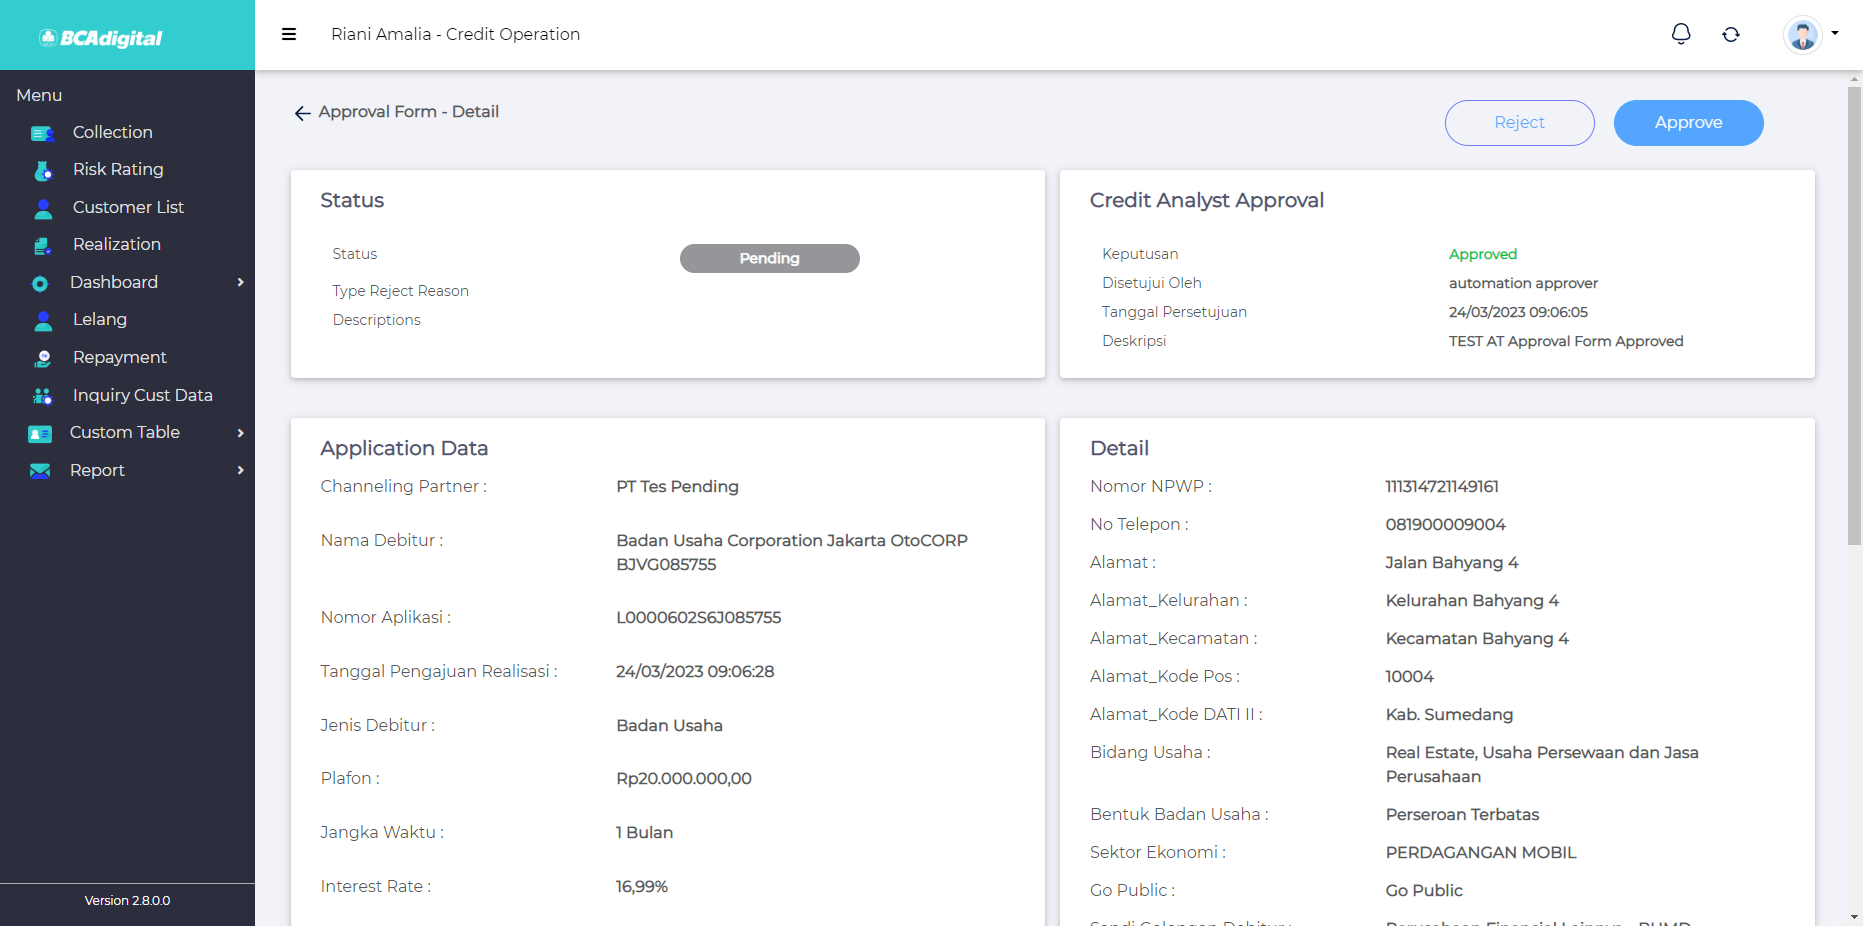 BCAdigital
Riani Amalia - Credit Operation
Menu
Collection
Risk Rating
Customer List
Realization
Dashboard
Lelang
Repayment
Inquiry Cust Data
Custom Table
Report
Version 2.8.0.0
Approval Form - Detail
Reject
Approve
Status
Status
Pending
Type Reject Reason
Descriptions
Credit Analyst Approval
Keputusan
Approved
Disetujui Oleh
automation approver
Tanggal Persetujuan
24/03/2023 09:06:05
Deskripsi
TEST AT Approval Form Approved
Application Data
Channeling Partner :
PT Tes Pending
Nama Debitur :
Badan Usaha Corporation Jakarta OtoCORP
BJVG085755
Nomor Aplikasi :
L0000602S6J085755
Tanggal Pengajuan Realisasi :
24/03/2023 09:06:28
Jenis Debitur :
Badan Usaha
Plafon :
Rp20.000.000,00
Jangka Waktu :
1 Bulan
Interest Rate :
16,99%
Detail
Nomor NPWP :
111314721149161
No Telepon :
081900009004
Alamat :
Jalan Bahyang 4
Alamat_Kelurahan :
Kelurahan Bahyang 4
Alamat_Kecamatan :
Kecamatan Bahyang 4
Alamat_Kode Pos :
10004
Alamat_Kode DATI II :
Kab. Sumedang
Bidang Usaha :
Real Estate, Usaha Persewaan dan Jasa
Perusahaan
Bentuk Badan Usaha :
Perseroan Terbatas
Sektor Ekonomi :
PERDAGANGAN MOBIL
Go Public :
Go Public
Sandi Golongan Debitur :
Perusahaan Financial Lainnya - BUMD